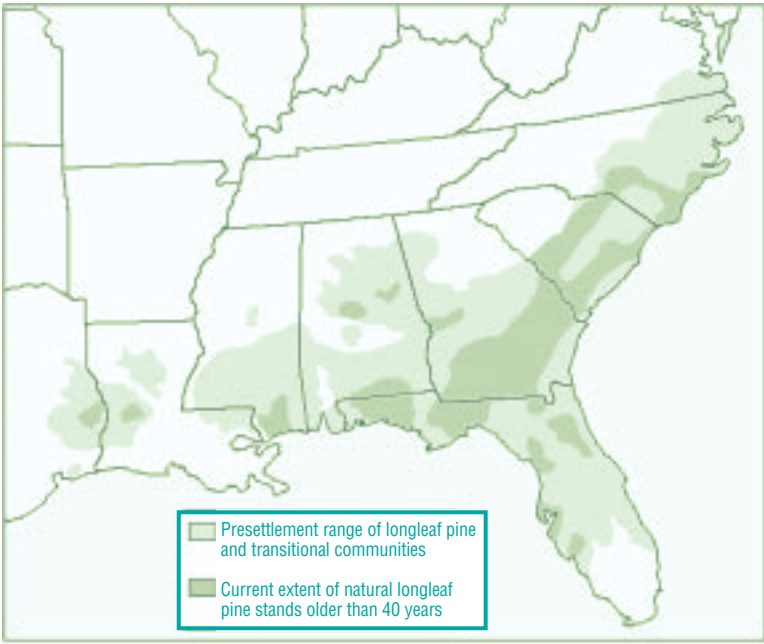 Presettlement range of longleaf pine
and transitional communities
Current extent of natural longleaf
pine stands older than 40 years